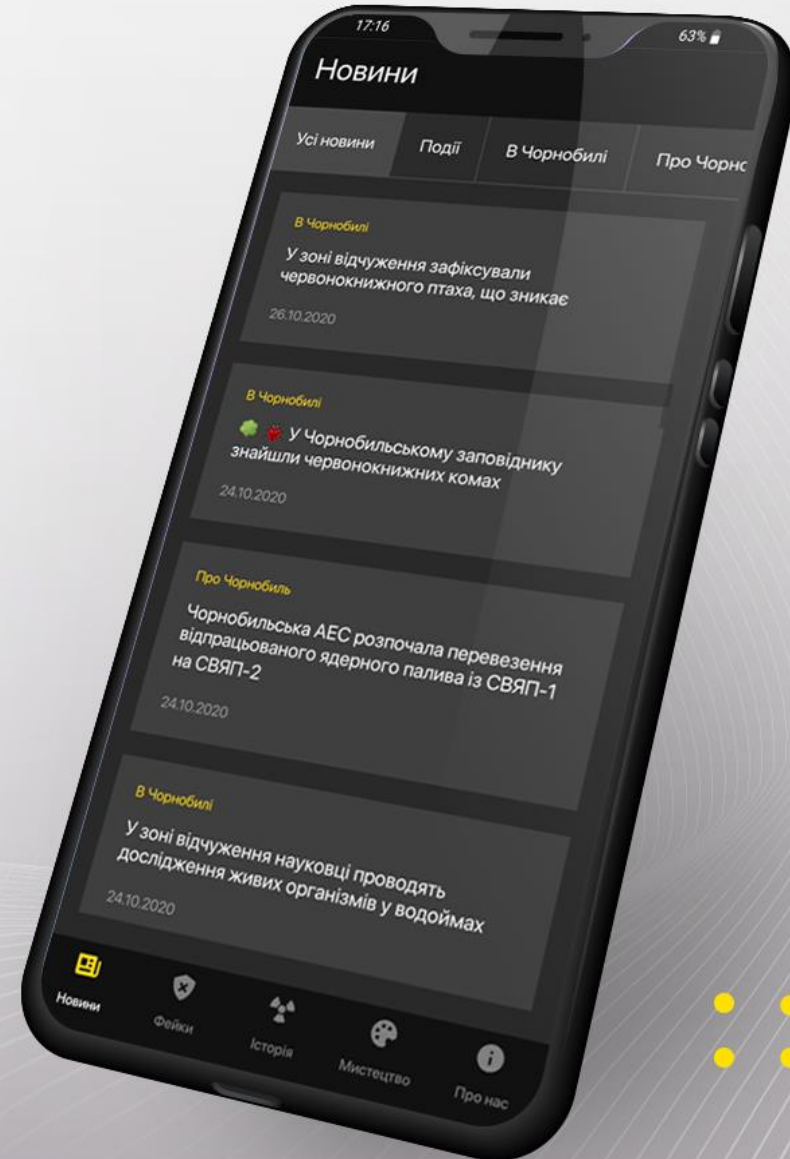 17:16
63%
Новини
Усі новини
Події
В Чорнобилі
Про Чорно
В Чорнобилі
У зоні відчуження зафіксували
червонокнижного птаха, що зникає
26.10.2020
В Чорнобилі
У Чорнобильському заповіднику
знайшли червонокнижних комах
24.10.2020
Про Чорнобиль
Чорнобильська АЕС розпочала перевезення
відпрацьованого ядерного палива із СВЯП-1
на СВЯП-2
24.10.2020
В Чорнобилі
У зоні відчуження науковці проводять
дослідження живих організмів у водоймах
24.10.2020
Новини
Фейки
Історія
Мистецтво
Про нас